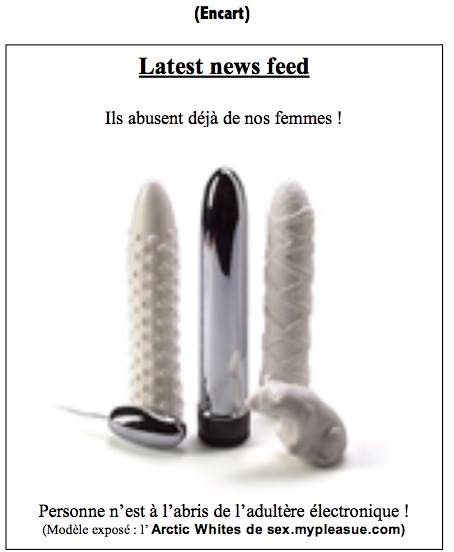 (Encart)
Latest news feed
Ils abusent déjà de nos femmes !
Personne n'est à l'abris de l'adultère électronique !
(Modèle exposé : l' Arctic Whites de sex.mypleasue.com)